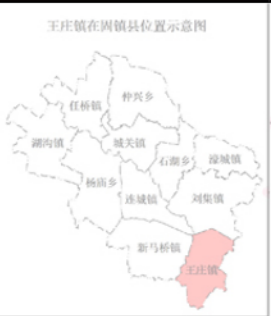 王庄镇在固镇县位置示意图
仲兴乡
任桥镇
湖沟镇
城关镇
石湖乡
濠城镇
杨庙乡
连城镇
刘集镇
新马桥镇
王庄镇